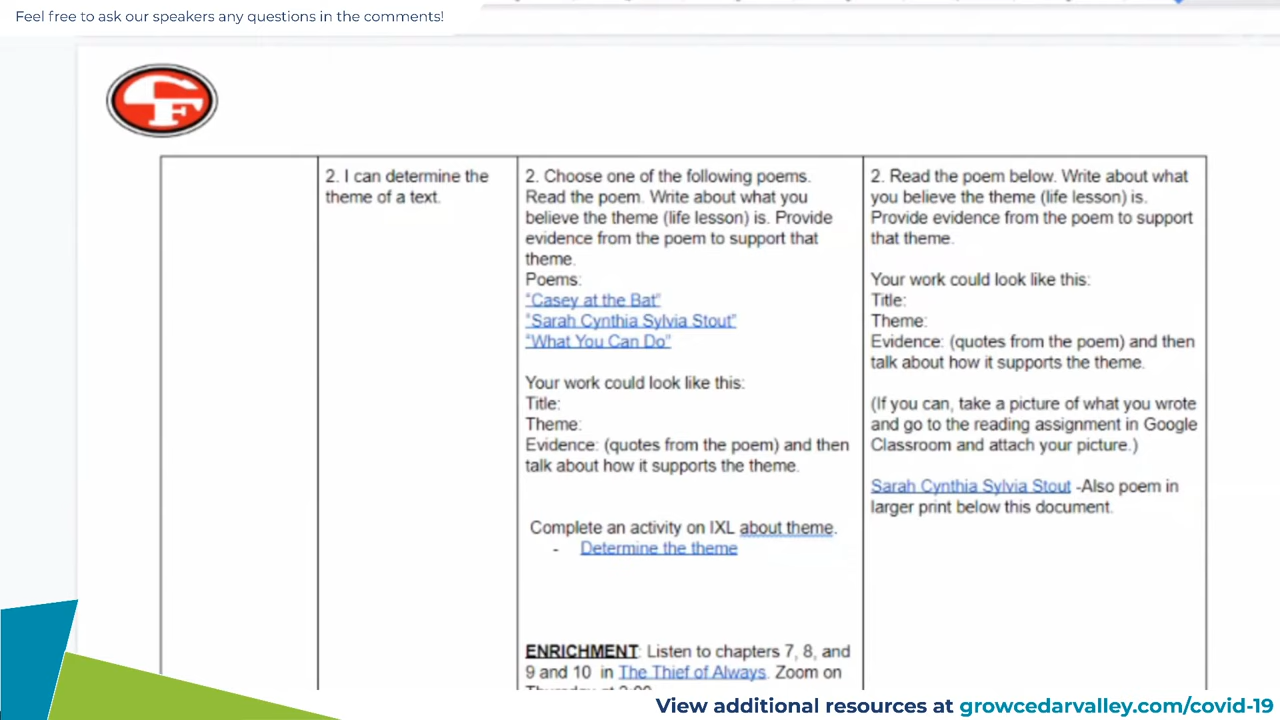 Feel free to ask our speakers any questions in the comments!
CF
2. I can determine the
theme of a text.
2. Choose one of the following poems.
Read the poem. Write about what you
believe the theme (life lesson) is. Provide
evidence from the poem to support that
theme.
Poems:
"Casey at the Bat"
"Sarah Cynthia Sylvia Stout"
"What You Can Do"
Your work could look like this:
Title:
Theme:
Evidence: (quotes from the poem) and then
talk about how it supports the theme.
Complete an activity on IXL about theme.
- Determine the theme
ENRICHMENT: Listen to chapters 7, 8, and
9 and 10 in The Thief of Always. Zoom on
2. Read the poem below. Write about what
you believe the theme (life lesson) is.
Provide evidence from the poem to support
that theme.
Your work could look like this:
Title:
Theme:
Evidence: (quotes from the poem) and then
talk about how it supports the theme.
(If you can, take a picture of what you wrote
and go to the reading assignment in Google
Classroom and attach your picture.)
Sarah Cynthia Sylvia Stout -Also poem in
larger print below this document.
View additional resources at growcedarvalley.com/covid-19